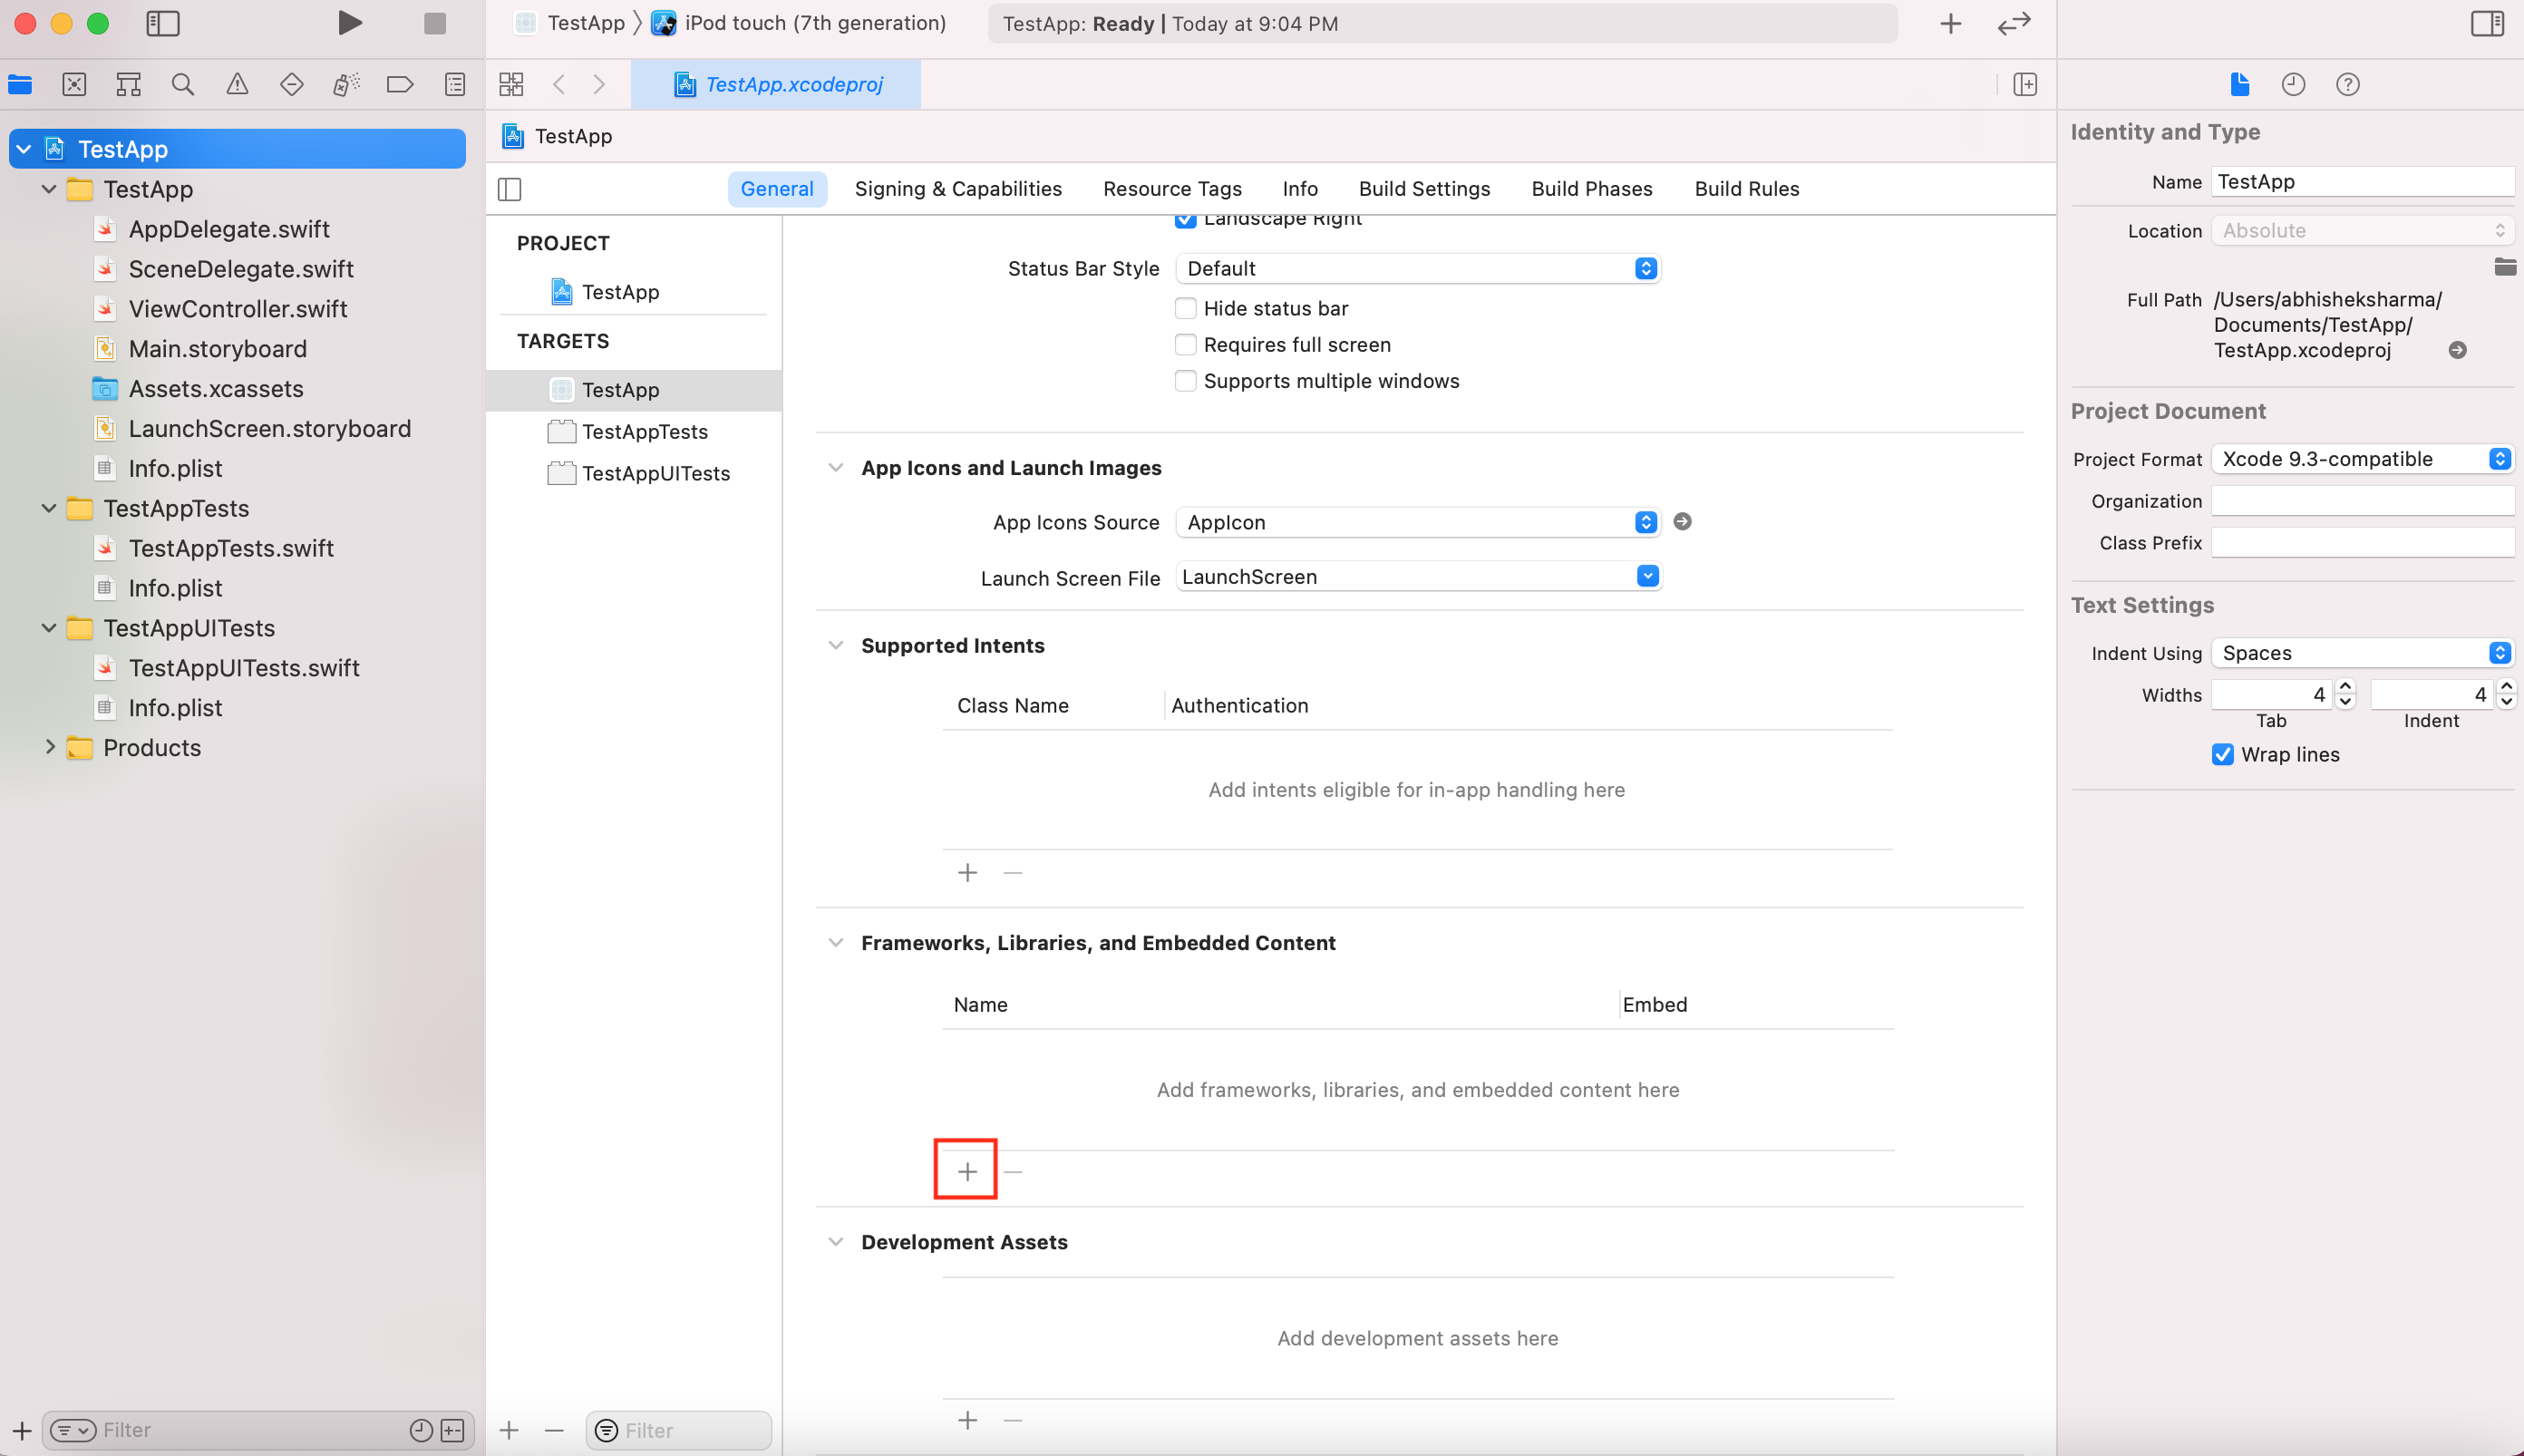 TestApp
iPod touch (7th generation)
TestApp: Ready | Today at 9:04 PM
TestApp.xcodeproj
TestApp
TestApp
AppDelegate.swift
SceneDelegate.swift
ViewController.swift
Main.storyboard
Assets.xcassets
LaunchScreen.storyboard
Info.plist
TestAppTests
TestAppTests.swift
Info.plist
TestAppUITests
TestAppUITests.swift
Info.plist
Products
Filter
TestApp
General
Signing & Capabilities
Resource Tags
Info
Build Settings
Build Phases
Build Rules
PROJECT
TestApp
TARGETS
TestApp
TestAppTests
TestAppUITests
Filter
Landscape Right
Status Bar Style Default
Hide status bar
Requires full screen
Supports multiple windows
App Icons and Launch Images
App Icons Source AppIcon
Launch Screen File LaunchScreen
Supported Intents
Class Name Authentication
Add intents eligible for in-app handling here
Frameworks, Libraries, and Embedded Content
Name Embed
Add frameworks, libraries, and embedded content here
Development Assets
Add development assets here
Identity and Type
Name TestApp
Location Absolute
Full Path /Users/abhisheksharma/
Documents/TestApp/
TestApp.xcodeproj
Project Document
Project Format Xcode 9.3-compatible
Organization
Class Prefix
Text Settings
Indent Using Spaces
Widths 4 4
Tab Indent
Wrap lines